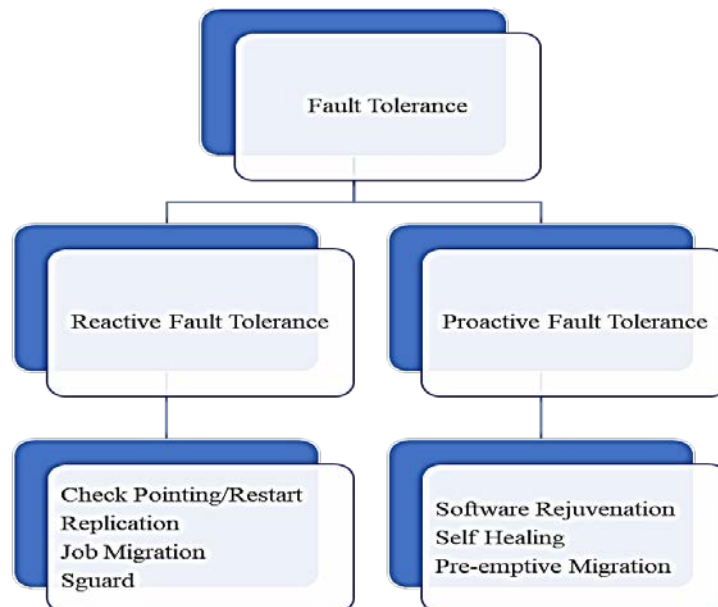 Fault Tolerance
Reactive Fault Tolerance
Proactive Fault Tolerance
Check Pointing/Restart
Replication
Job Migration
Sguard
Software Rejuvenation
Self Healing
Pre-emptive Migration